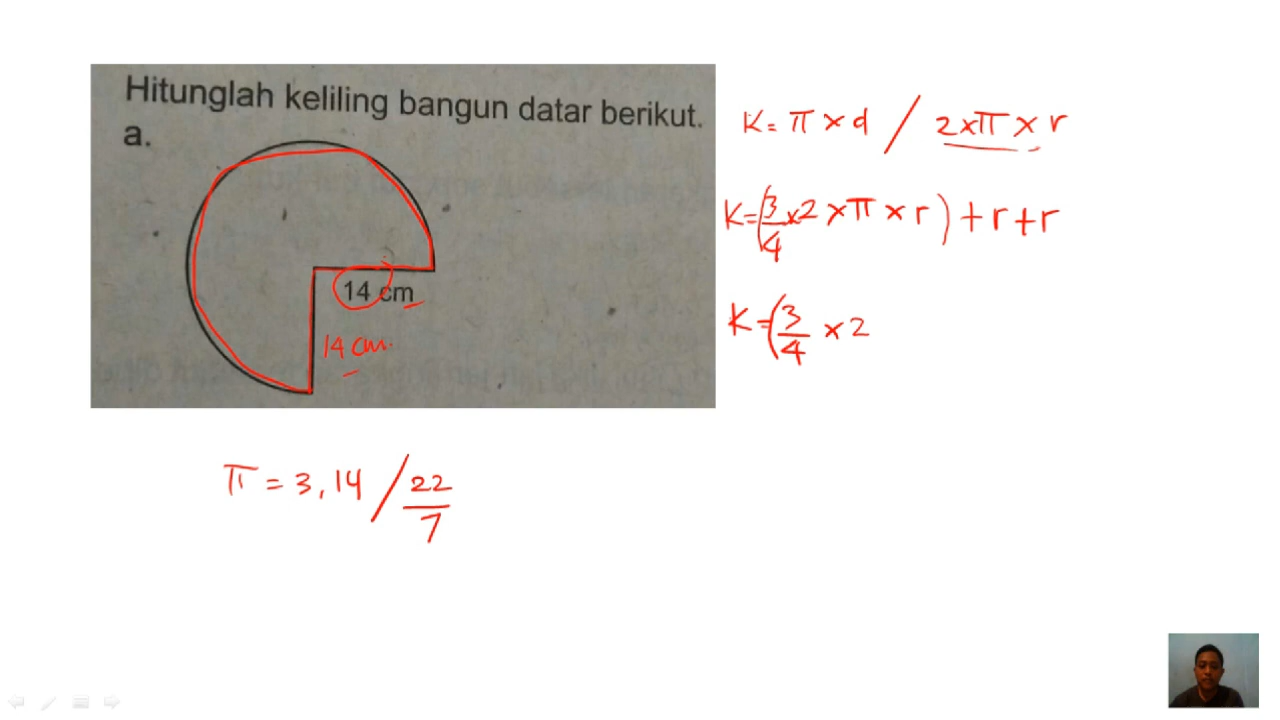 Hitunglah keliling bangun datar berikut.
a.
14 cm
14 cm.
K = π × d / 2 × π × r
K = (3/4 × 2 × π × r) + r + r
K = (3/4 × 2
π = 3,14 / 22/7